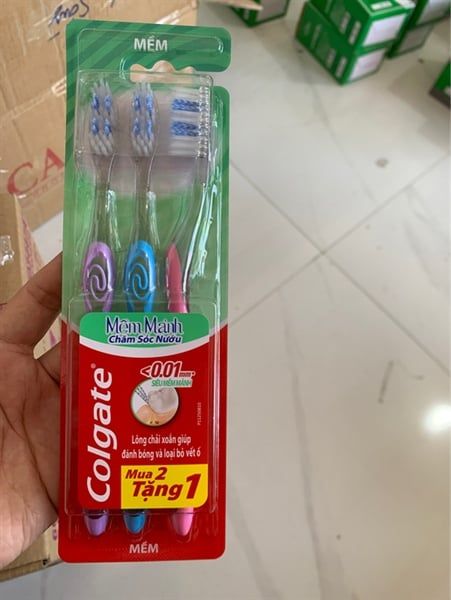 MỀM
Mềm Mảnh
Chăm Sóc Nướu
<0.01mm*
SIÊU MỀM MẢNH
Colgate®
Lông chải xoắn giúp
đánh bóng và loại bỏ vết ố
Mua 2
Tặng 1
MỀM
CA